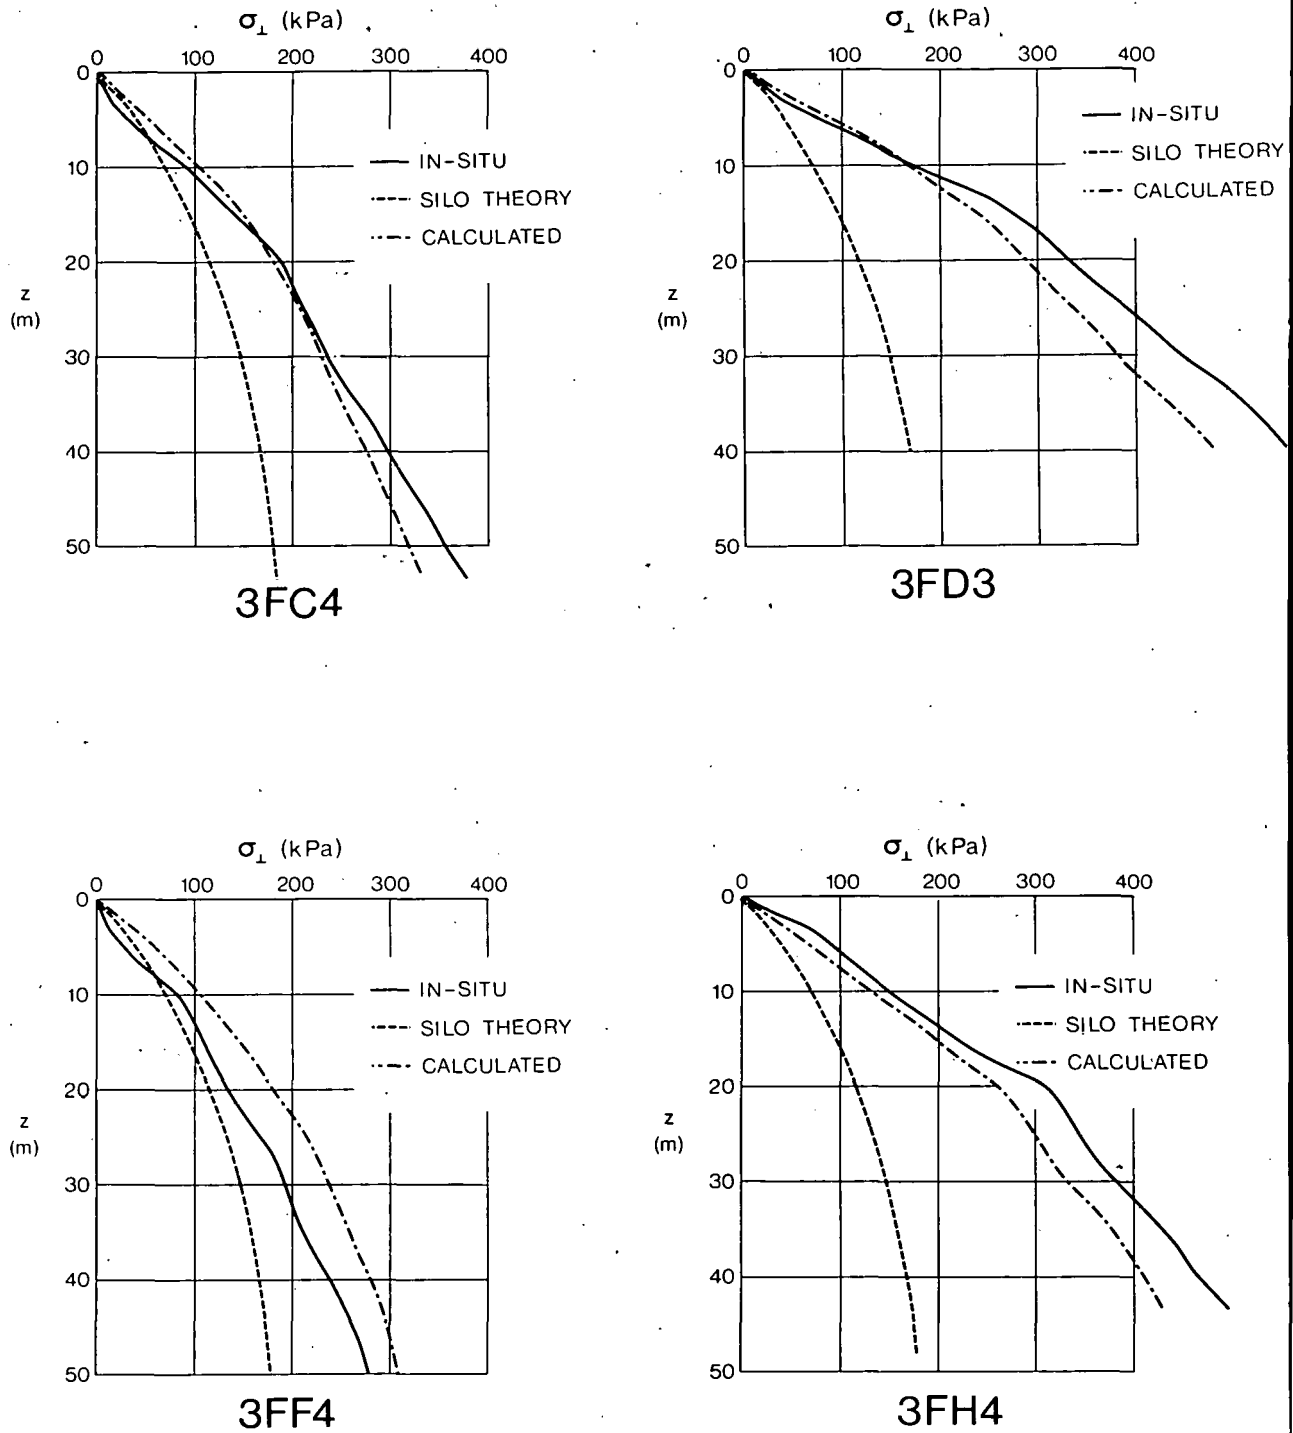 σ⊥ (kPa)
0 100 200 300 400
0
10
20
30
40
50
z
(m)
IN-SITU
SILO THEORY
CALCULATED
3FC4
σ⊥ (kPa)
0 100 200 300 400
0
10
20
30
40
50
z
(m)
IN-SITU
SILO THEORY
CALCULATED
3FD3
σ⊥ (kPa)
0 100 200 300 400
0
10
20
30
40
50
z
(m)
IN-SITU
SILO THEORY
CALCULATED
3FF4
σ⊥ (kPa)
0 100 200 300 400
0
10
20
30
40
50
z
(m)
IN-SITU
SILO THEORY
CALCULATED
3FH4